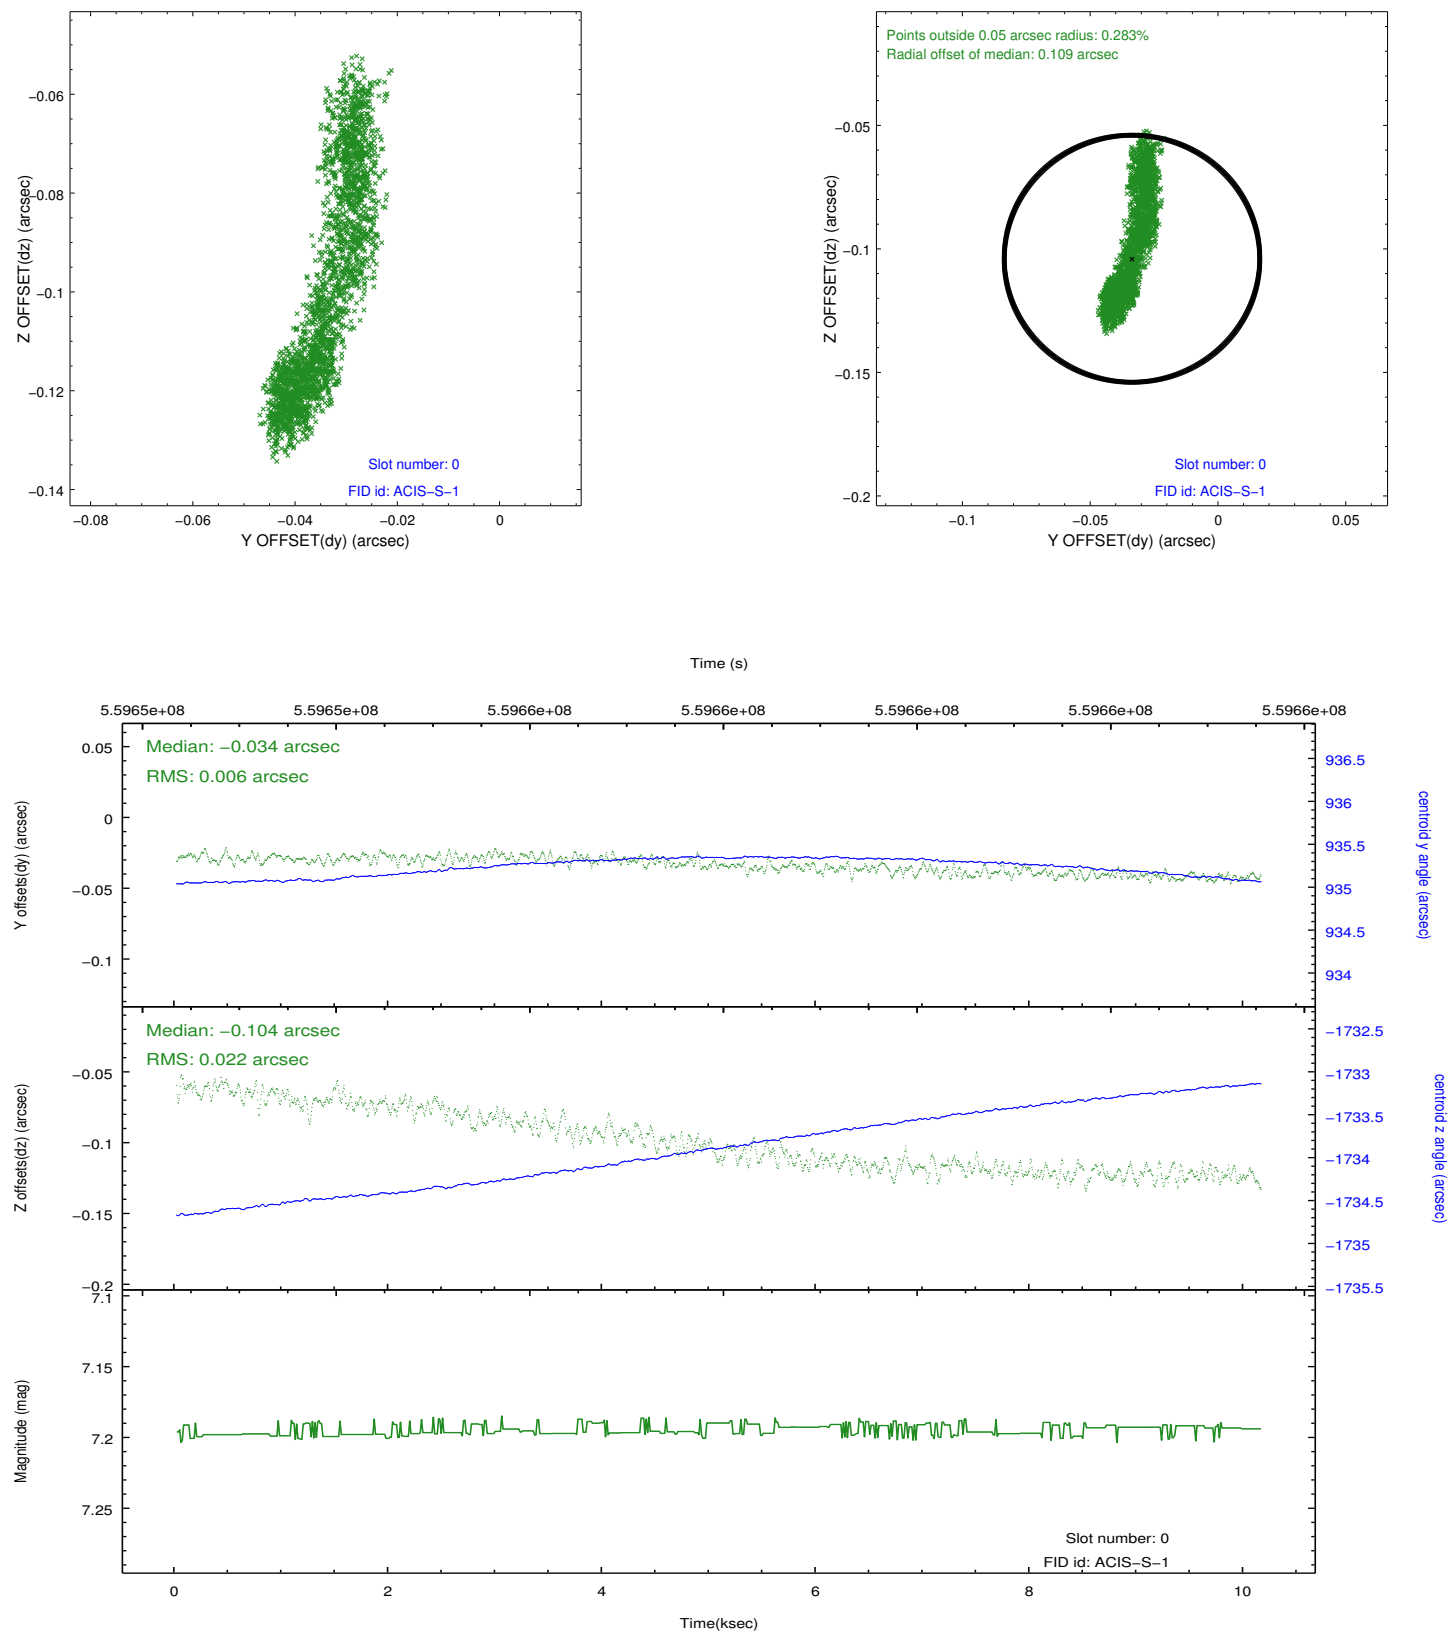 −0.06
−0.08
−0.1
−0.12
−0.14
Z OFFSET(dz) (arcsec)
−0.08 −0.06 −0.04 −0.02 0
Y OFFSET(dy) (arcsec)
Slot number: 0
FID id: ACIS−S−1
Points outside 0.05 arcsec radius: 0.283%
Radial offset of median: 0.109 arcsec
−0.05
−0.1
−0.15
−0.2
Z OFFSET(dz) (arcsec)
−0.1 −0.05 0 0.05
Y OFFSET(dy) (arcsec)
Slot number: 0
FID id: ACIS−S−1
Time (s)
5.5965e+08 5.5965e+08 5.5966e+08 5.5966e+08 5.5966e+08 5.5966e+08 5.5966e+08
Median: −0.034 arcsec
RMS: 0.006 arcsec
0.05
0
−0.05
−0.1
Y offsets(dy) (arcsec)
936.5
936
935.5
935
934.5
934
centroid y angle (arcsec)
Median: −0.104 arcsec
RMS: 0.022 arcsec
−0.05
−0.1
−0.15
−0.2
Z offsets(dz) (arcsec)
−1732.5
−1733
−1733.5
−1734
−1734.5
−1735
−1735.5
centroid z angle (arcsec)
7.1
7.15
7.2
7.25
Magnitude (mag)
Slot number: 0
FID id: ACIS−S−1
0 2 4 6 8 10
Time(ksec)